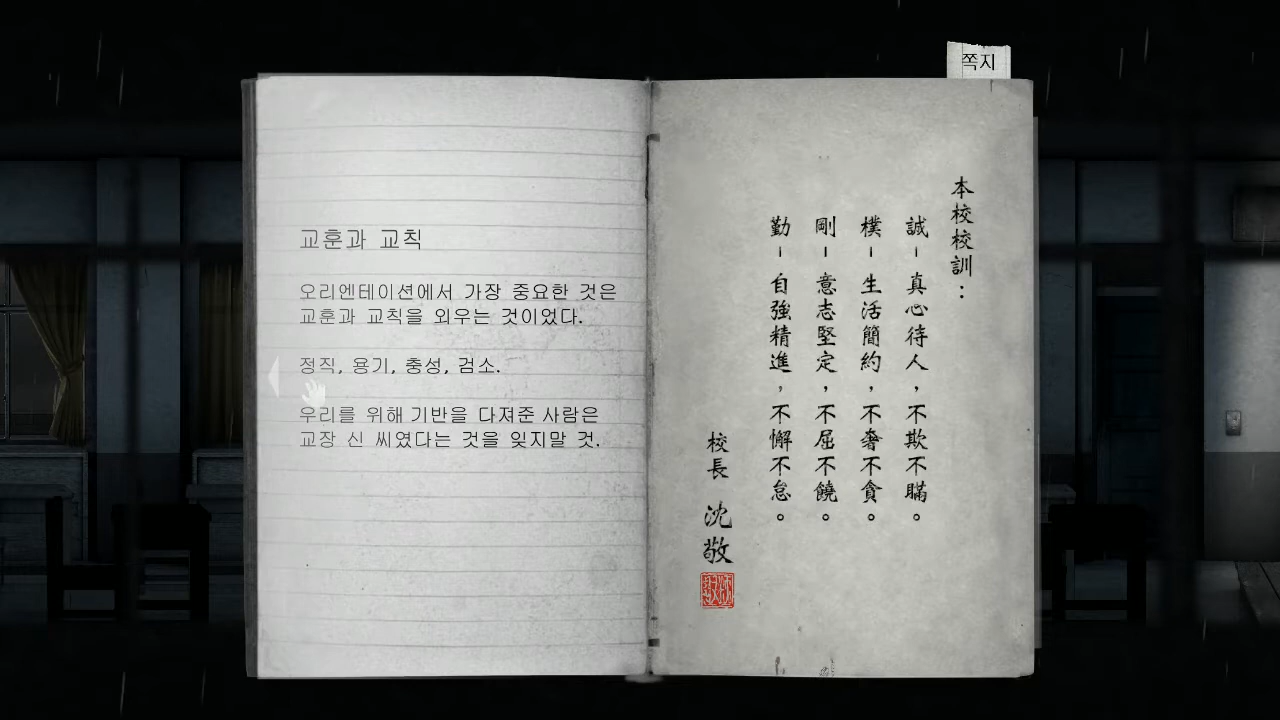 쪽지
교훈과 교칙
오리엔테이션에서 가장 중요한 것은
교훈과 교칙을 외우는 것이었다.
정직, 용기, 충성, 검소.
우리를 위해 기반을 다져준 사람은
교장 신 씨였다는 것을 잊지말 것.
本校校訓：
誠－真心待人，不欺不瞞。
樸－生活簡約，不奢不貪。
剛－意志堅定，不屈不饒。
勤－自強精進，不懈不怠。
校長 沈敬